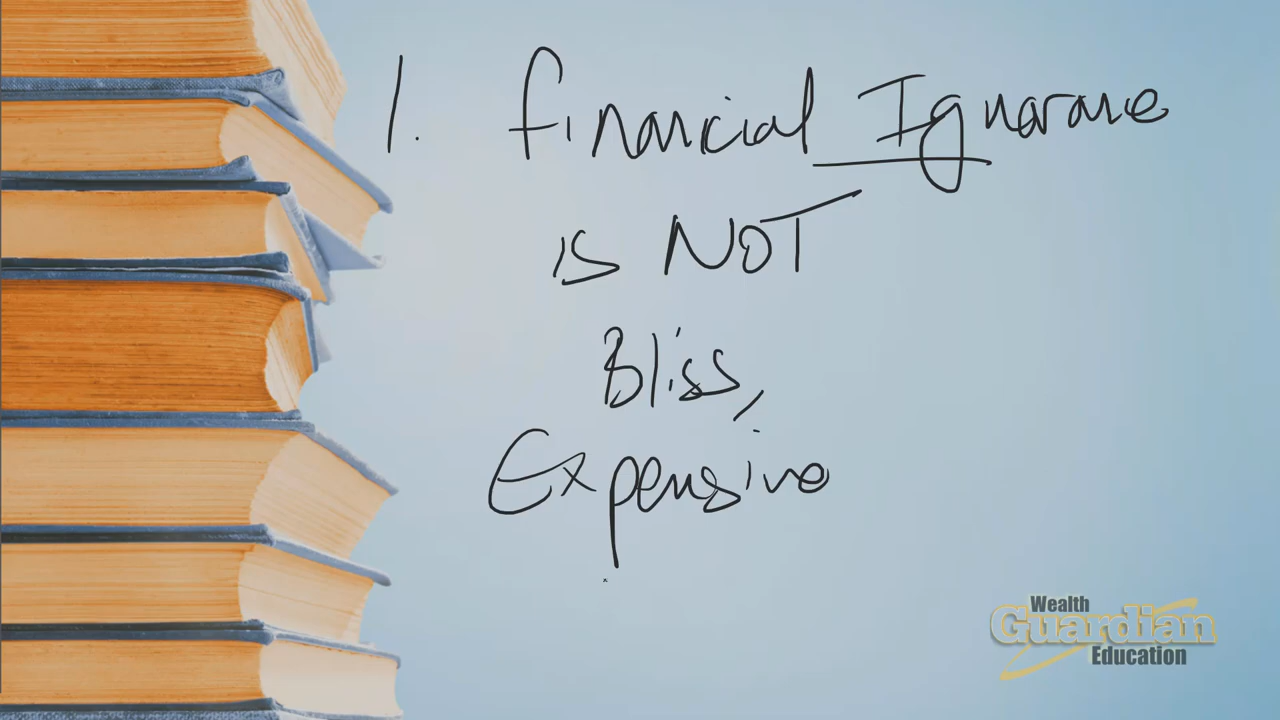 1. Financial Ignorance
is NOT
Bliss,
Expensive
Wealth
Guardian
Education